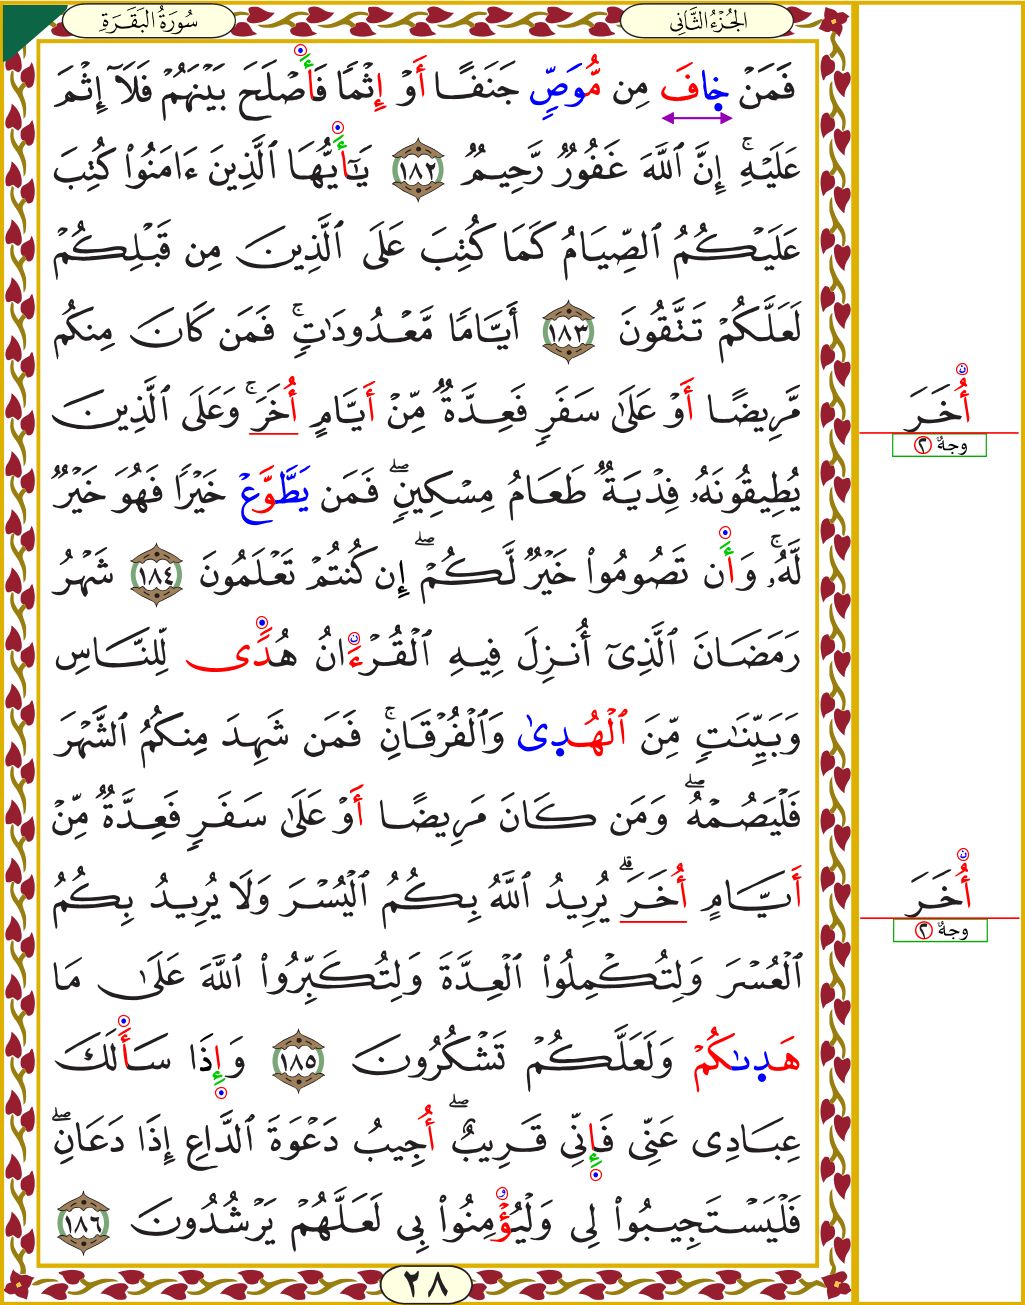 سُورَةُ البَقَرَةِ
الجُزْءُ الثَّانِي
فَمَنۡ خَافَ مِن مُّوَصٍّ جَنَفًا أَوۡ إِثۡمًا فَأَصۡلَحَ بَيۡنَهُمۡ فَلَآ إِثۡمَ
عَلَيۡهِۚ إِنَّ ٱللَّهَ غَفُورٌ رَّحِيمٌ ١٨٢ يَٰٓأَيُّهَا ٱلَّذِينَ ءَامَنُواْ كُتِبَ
عَلَيۡكُمُ ٱلصِّيَامُ كَمَا كُتِبَ عَلَى ٱلَّذِينَ مِن قَبۡلِكُمۡ
لَعَلَّكُمۡ تَتَّقُونَ ١٨٣ أَيَّامًا مَّعۡدُودَٰتٍۚ فَمَن كَانَ مِنكُم
مَّرِيضًا أَوۡ عَلَىٰ سَفَرٍ فَعِدَّةٌ مِّنۡ أَيَّامٍ أُخَرَۚ وَعَلَى ٱلَّذِينَ
يُطِيقُونَهُۥ فِدۡيَةٌ طَعَامُ مِسۡكِينٍۖ فَمَن يَطَّوَّعۡ خَيۡرًا فَهُوَ خَيۡرٌ
لَّهُۥۚ وَأَن تَصُومُواْ خَيۡرٌ لَّكُمۡۖ إِن كُنتُمۡ تَعۡلَمُونَ ١٨٤ شَهۡرُ
رَمَضَانَ ٱلَّذِيٓ أُنزِلَ فِيهِ ٱلۡقُرۡءَانُ هُدًى لِّلنَّاسِ
وَبَيِّنَٰتٍ مِّنَ ٱلۡهُدِىٰ وَٱلۡفُرۡقَانِۚ فَمَن شَهِدَ مِنكُمُ ٱلشَّهۡرَ
فَلۡيَصُمۡهُۖ وَمَن كَانَ مَرِيضًا أَوۡ عَلَىٰ سَفَرٍ فَعِدَّةٌ مِّنۡ
أَيَّامٍ أُخَرَۗ يُرِيدُ ٱللَّهُ بِكُمُ ٱلۡيُسۡرَ وَلَا يُرِيدُ بِكُمُ
ٱلۡعُسۡرَ وَلِتُكۡمِلُواْ ٱلۡعِدَّةَ وَلِتُكَبِّرُواْ ٱللَّهَ عَلَىٰ مَا
هَدِىٰكُمۡ وَلَعَلَّكُمۡ تَشۡكُرُونَ ١٨٥ وَإِذَا سَأَلَكَ
عِبَادِي عَنِّي فَإِنِّي قَرِيبٌۖ أُجِيبُ دَعۡوَةَ ٱلدَّاعِ إِذَا دَعَانِۖ
فَلۡيَسۡتَجِيبُواْ لِي وَلۡيُؤۡمِنُواْ بِي لَعَلَّهُمۡ يَرۡشُدُونَ ١٨٦
أُخَرَ
وجهٌ ٢
أُخَرَ
وجهٌ ٢
٢٨